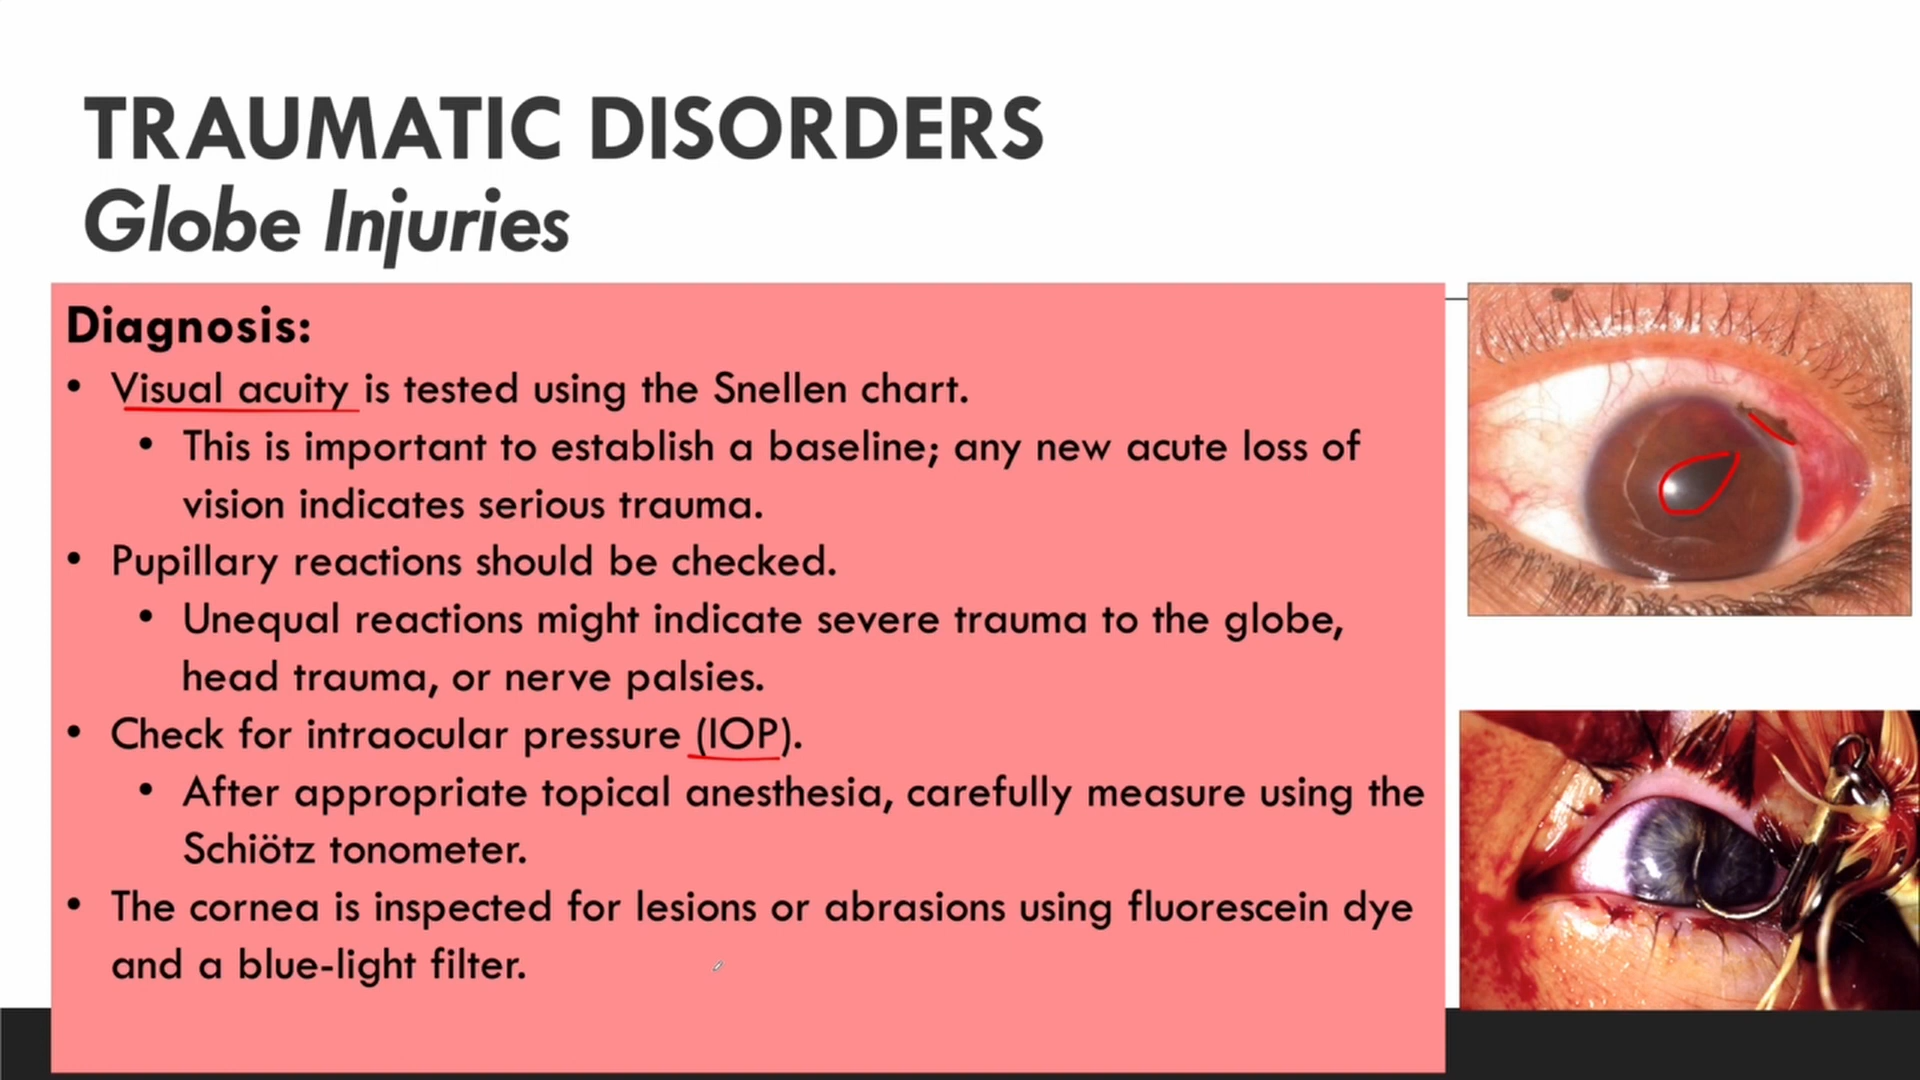 TRAUMATIC DISORDERS
Globe Injuries
Diagnosis:
• Visual acuity is tested using the Snellen chart.
• This is important to establish a baseline; any new acute loss of
vision indicates serious trauma.
• Pupillary reactions should be checked.
• Unequal reactions might indicate severe trauma to the globe,
head trauma, or nerve palsies.
• Check for intraocular pressure (IOP).
• After appropriate topical anesthesia, carefully measure using the
Schiötz tonometer.
• The cornea is inspected for lesions or abrasions using fluorescein dye
and a blue-light filter.